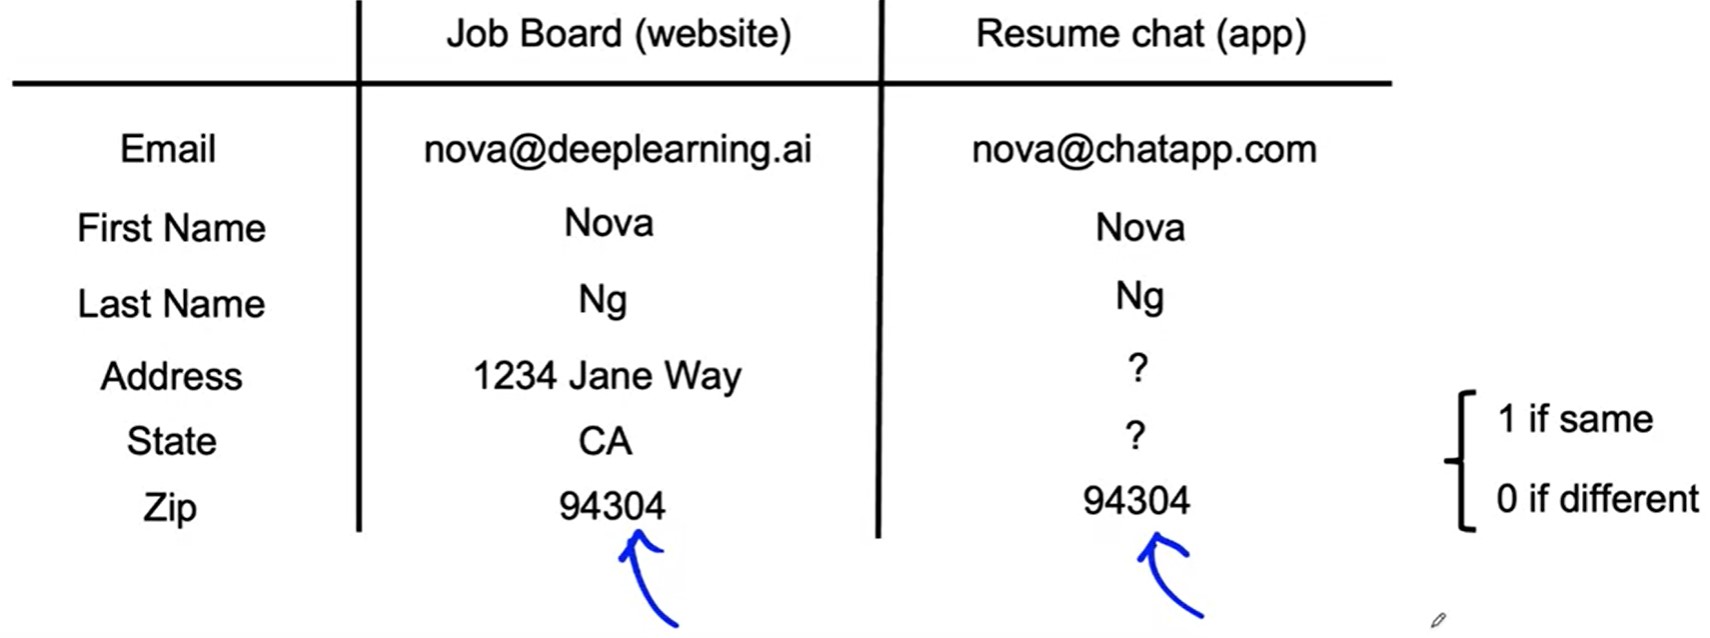 Job Board (website) Resume chat (app)
Email nova@deeplearning.ai nova@chatapp.com
First Name Nova Nova
Last Name Ng Ng
Address 1234 Jane Way ?
State CA ?
1 if same
Zip 94304 94304
0 if different